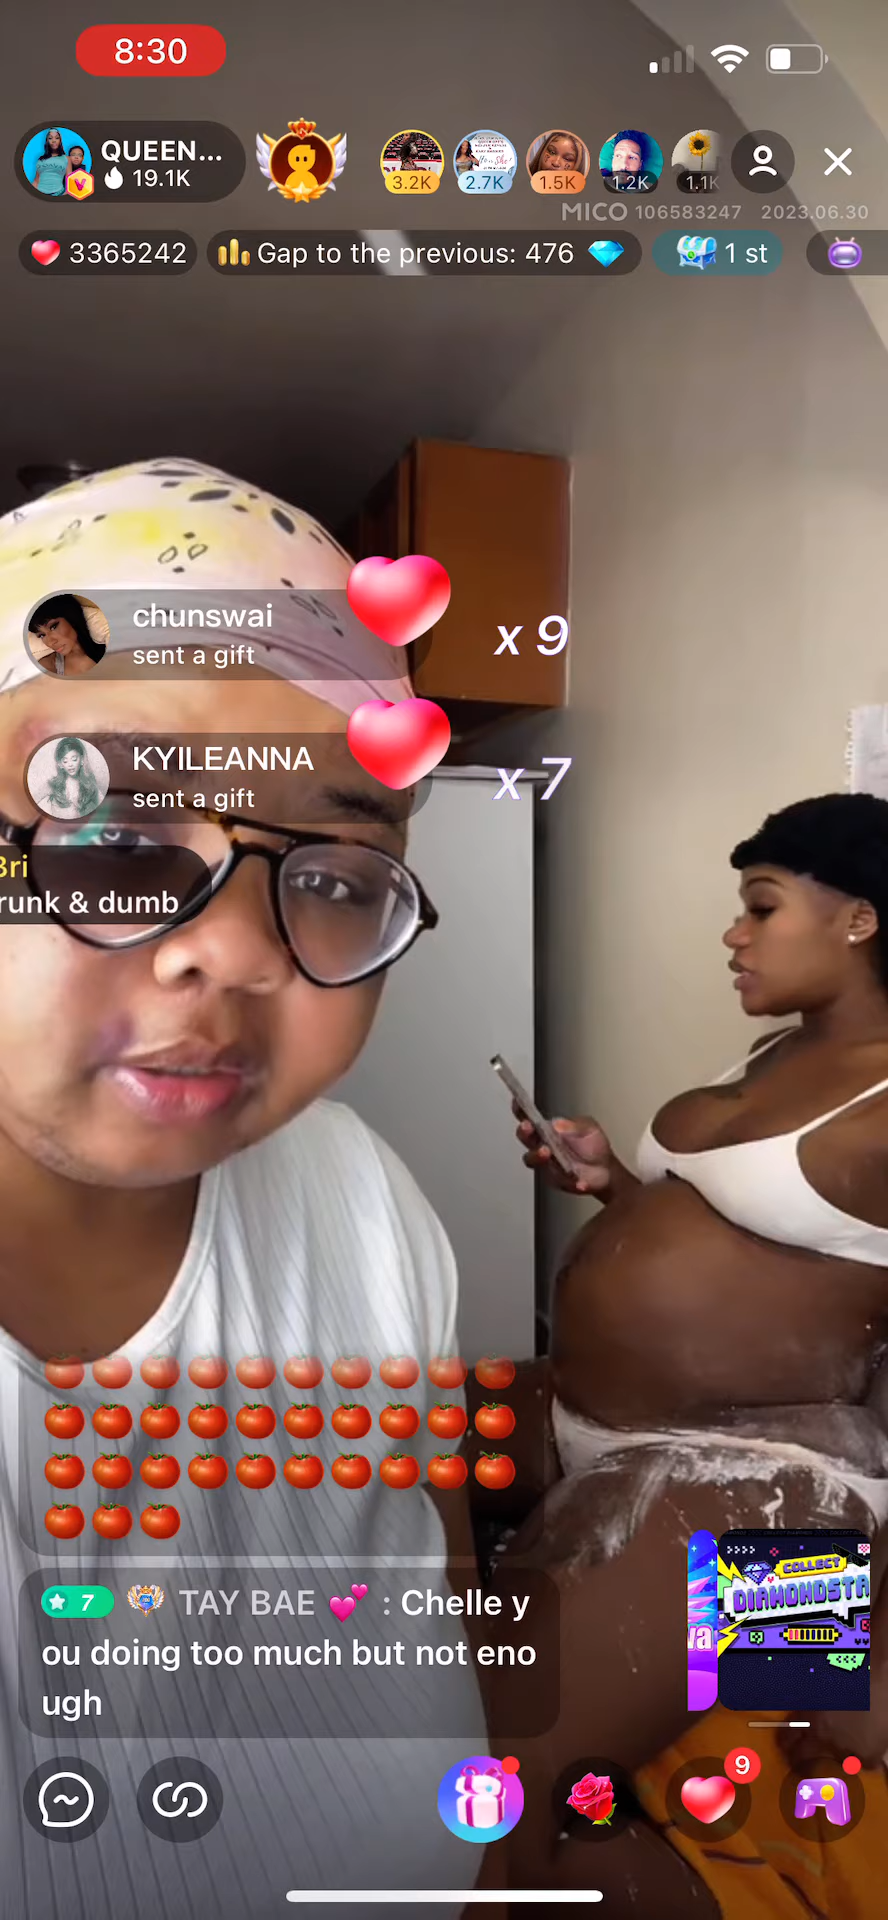 8:30
QUEEN...
19.1K
3.2K
2.7K
1.5K
1.2K
1.1K
MICO 106583247 2023.06.30
3365242
Gap to the previous: 476
1 st
chunswai
sent a gift
x 9
KYILEANNA
sent a gift
x 7
Bri
runk & dumb
7 TAY BAE 💕 : Chelle y
ou doing too much but not eno
ugh
COLLECT
9